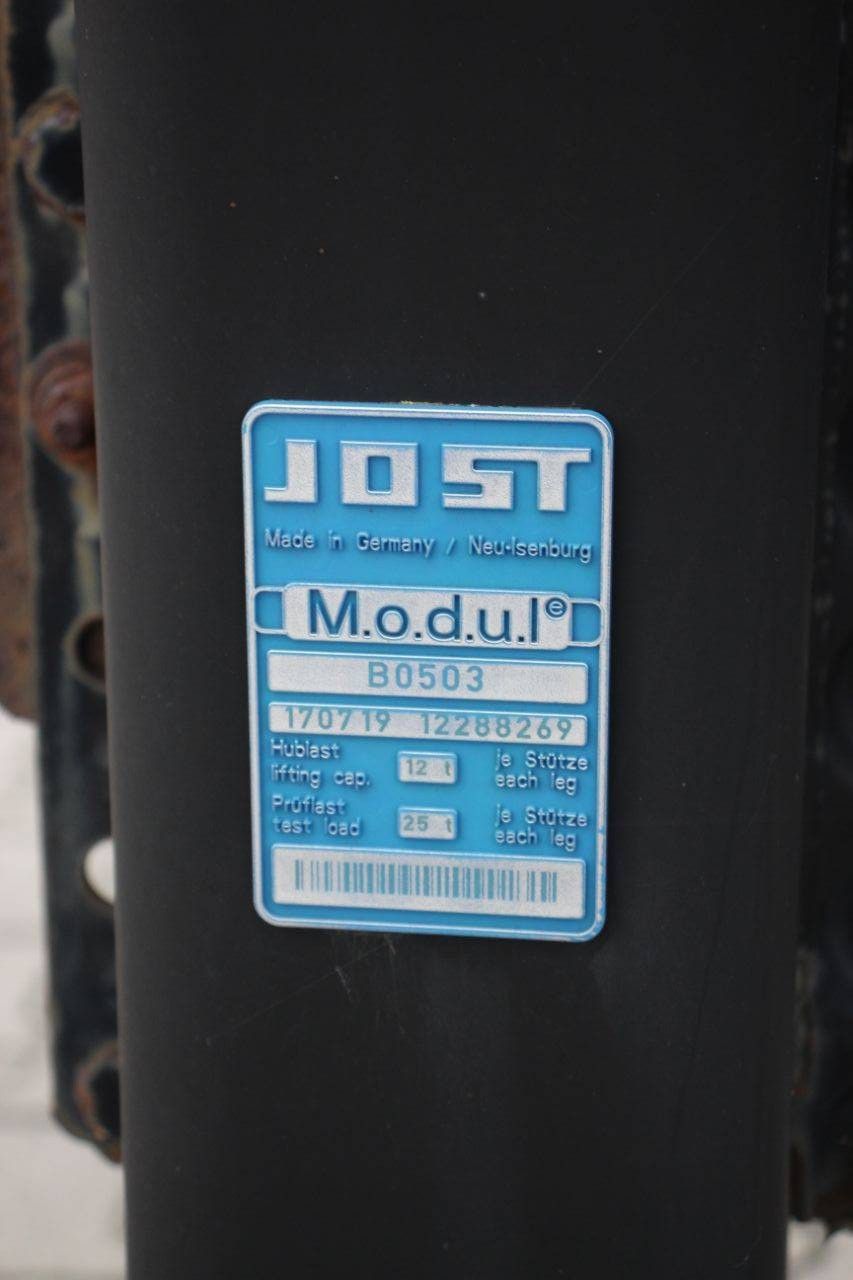 JOST
Made in Germany / Neu-Isenburg
M.o.d.u.l®
B0503
170719 12288269
Hublast 12 t je Stütze
lifting cap. each leg
Prüflast 25 t je Stütze
test load each leg